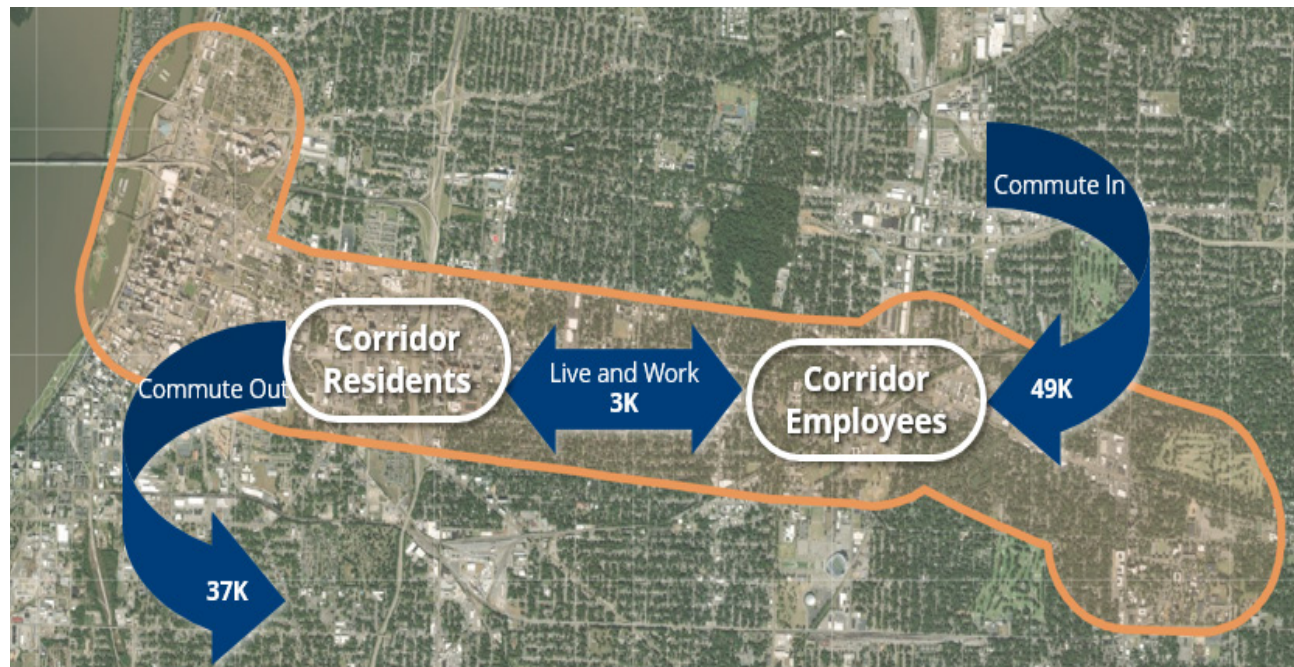 Commute In
Corridor
Residents
Live and Work
3K
Corridor
Employees
49K
Commute Out
37K